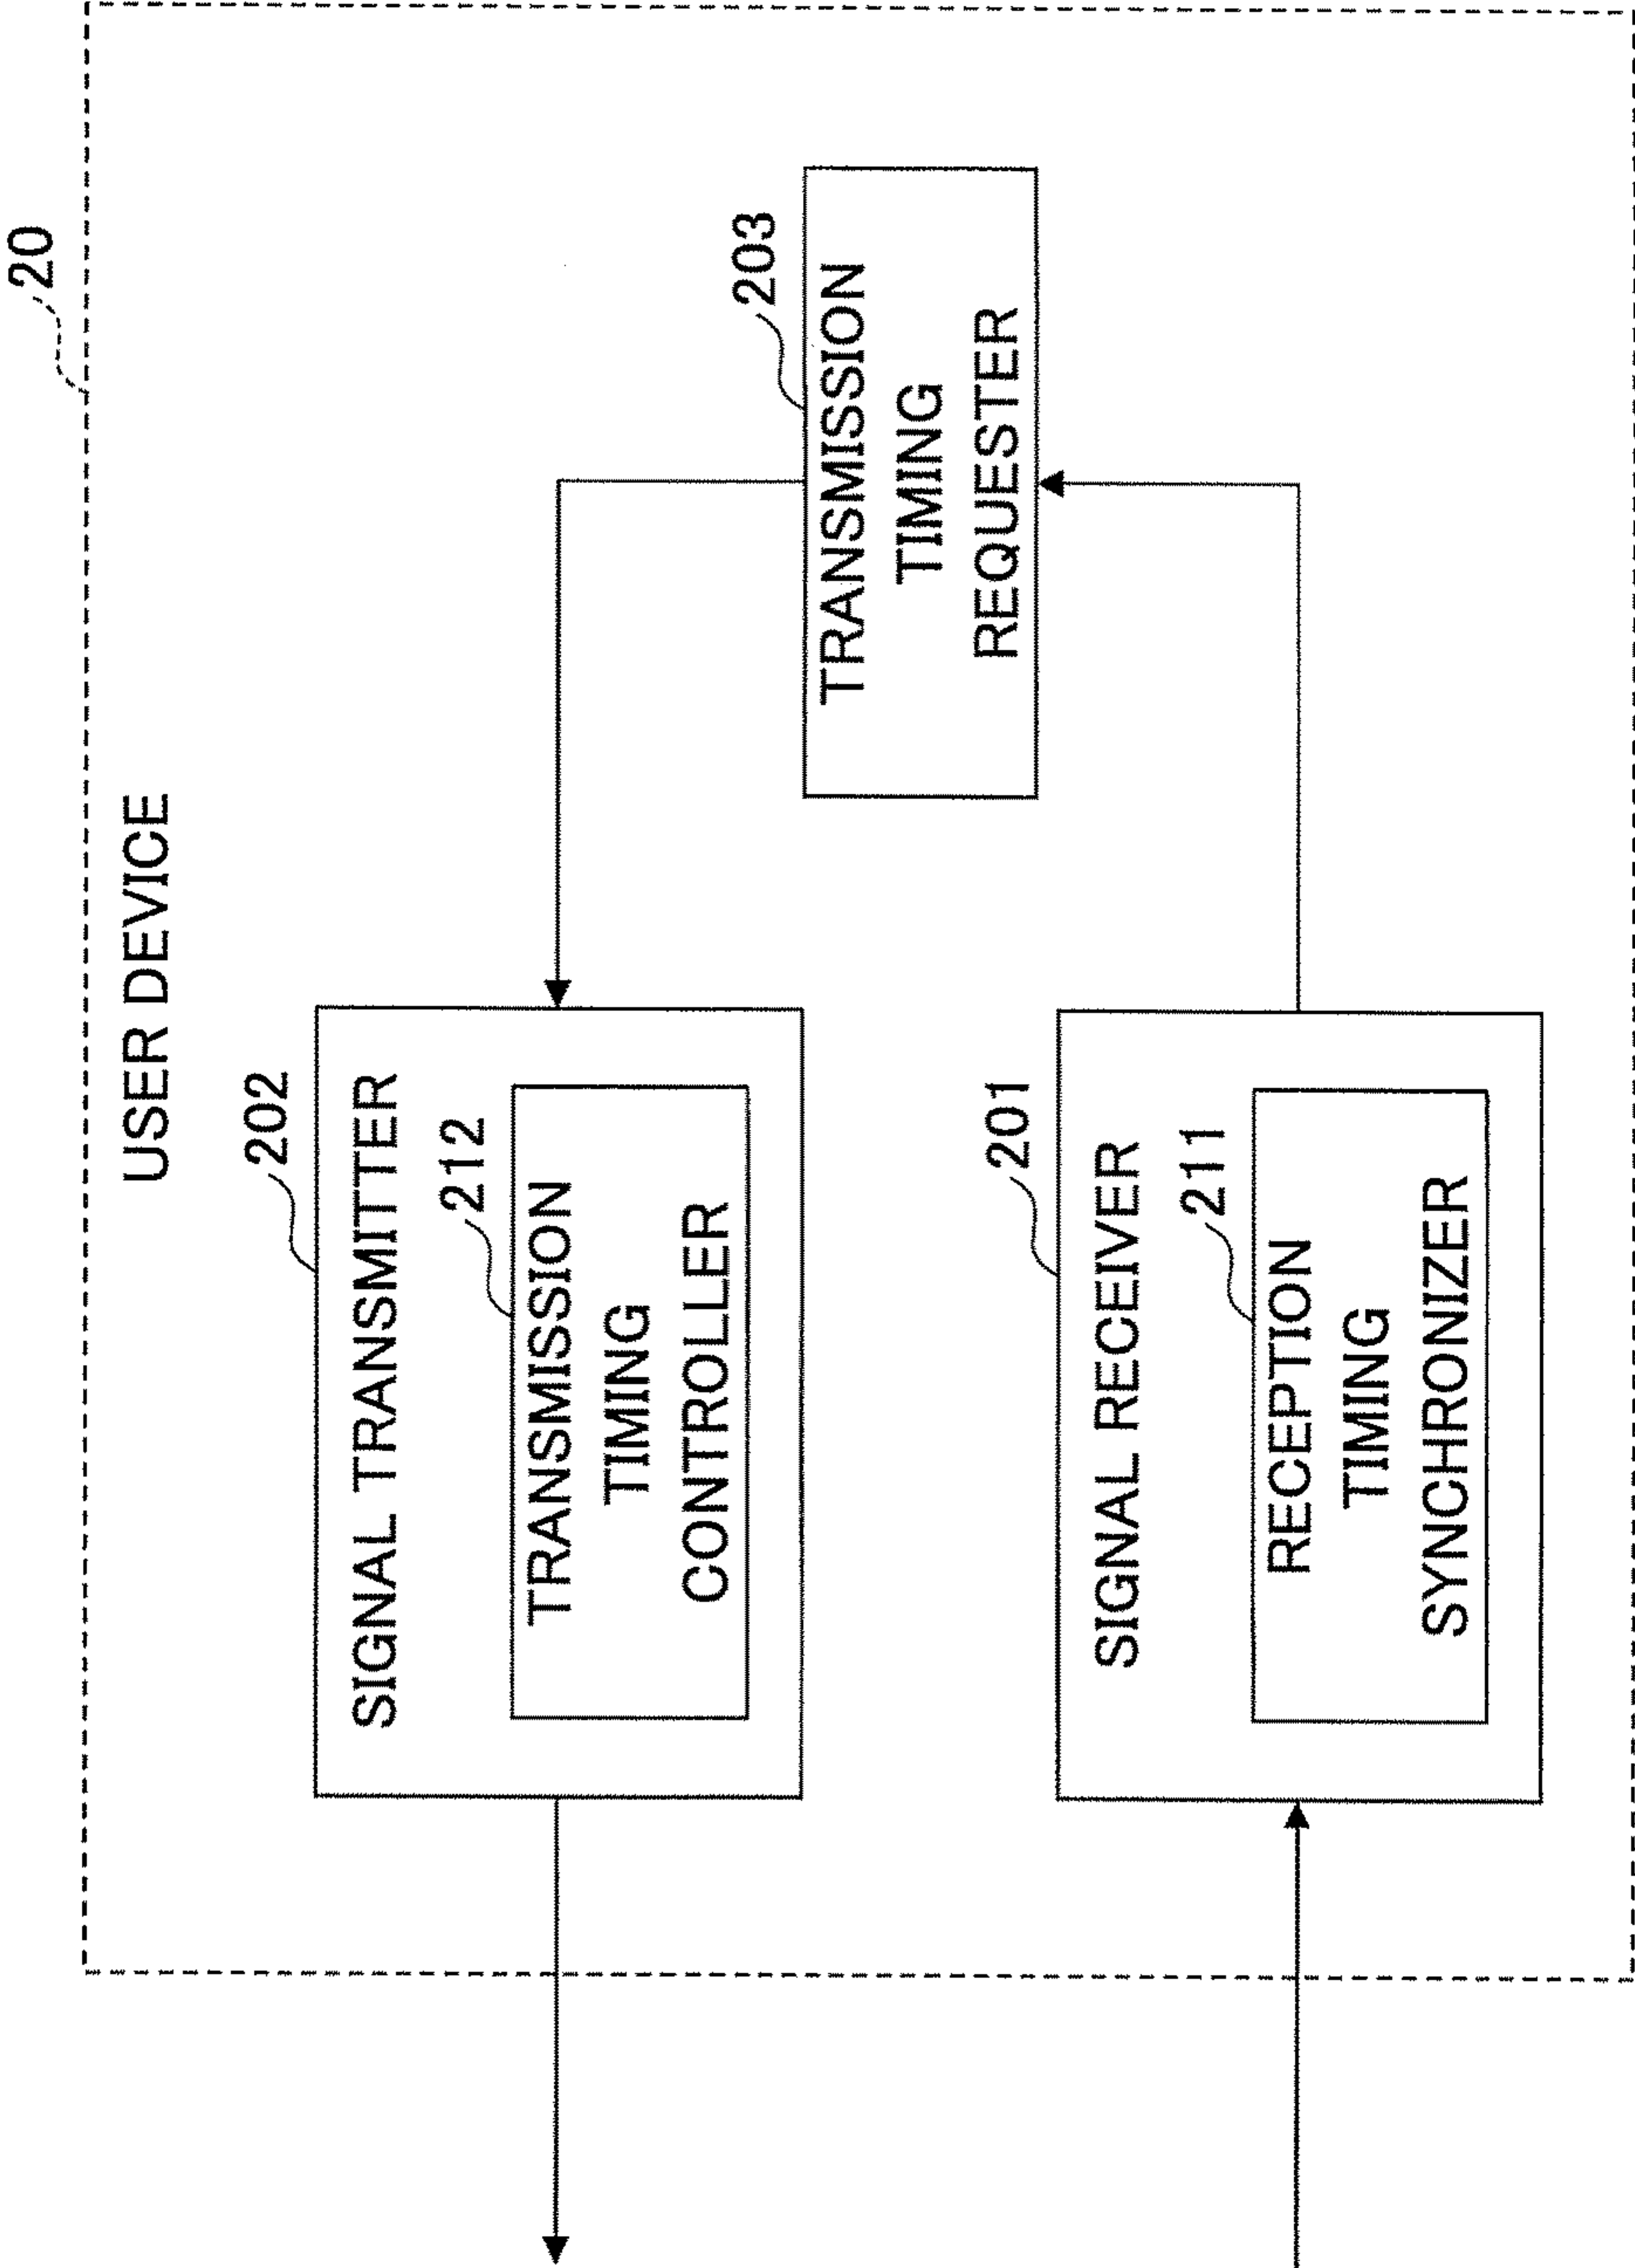 20
USER DEVICE
202
SIGNAL TRANSMITTER
212
TRANSMISSION
TIMING
CONTROLLER
203
TRANSMISSION
TIMING
REQUESTER
201
SIGNAL RECEIVER
211
RECEPTION
TIMING
SYNCHRONIZER